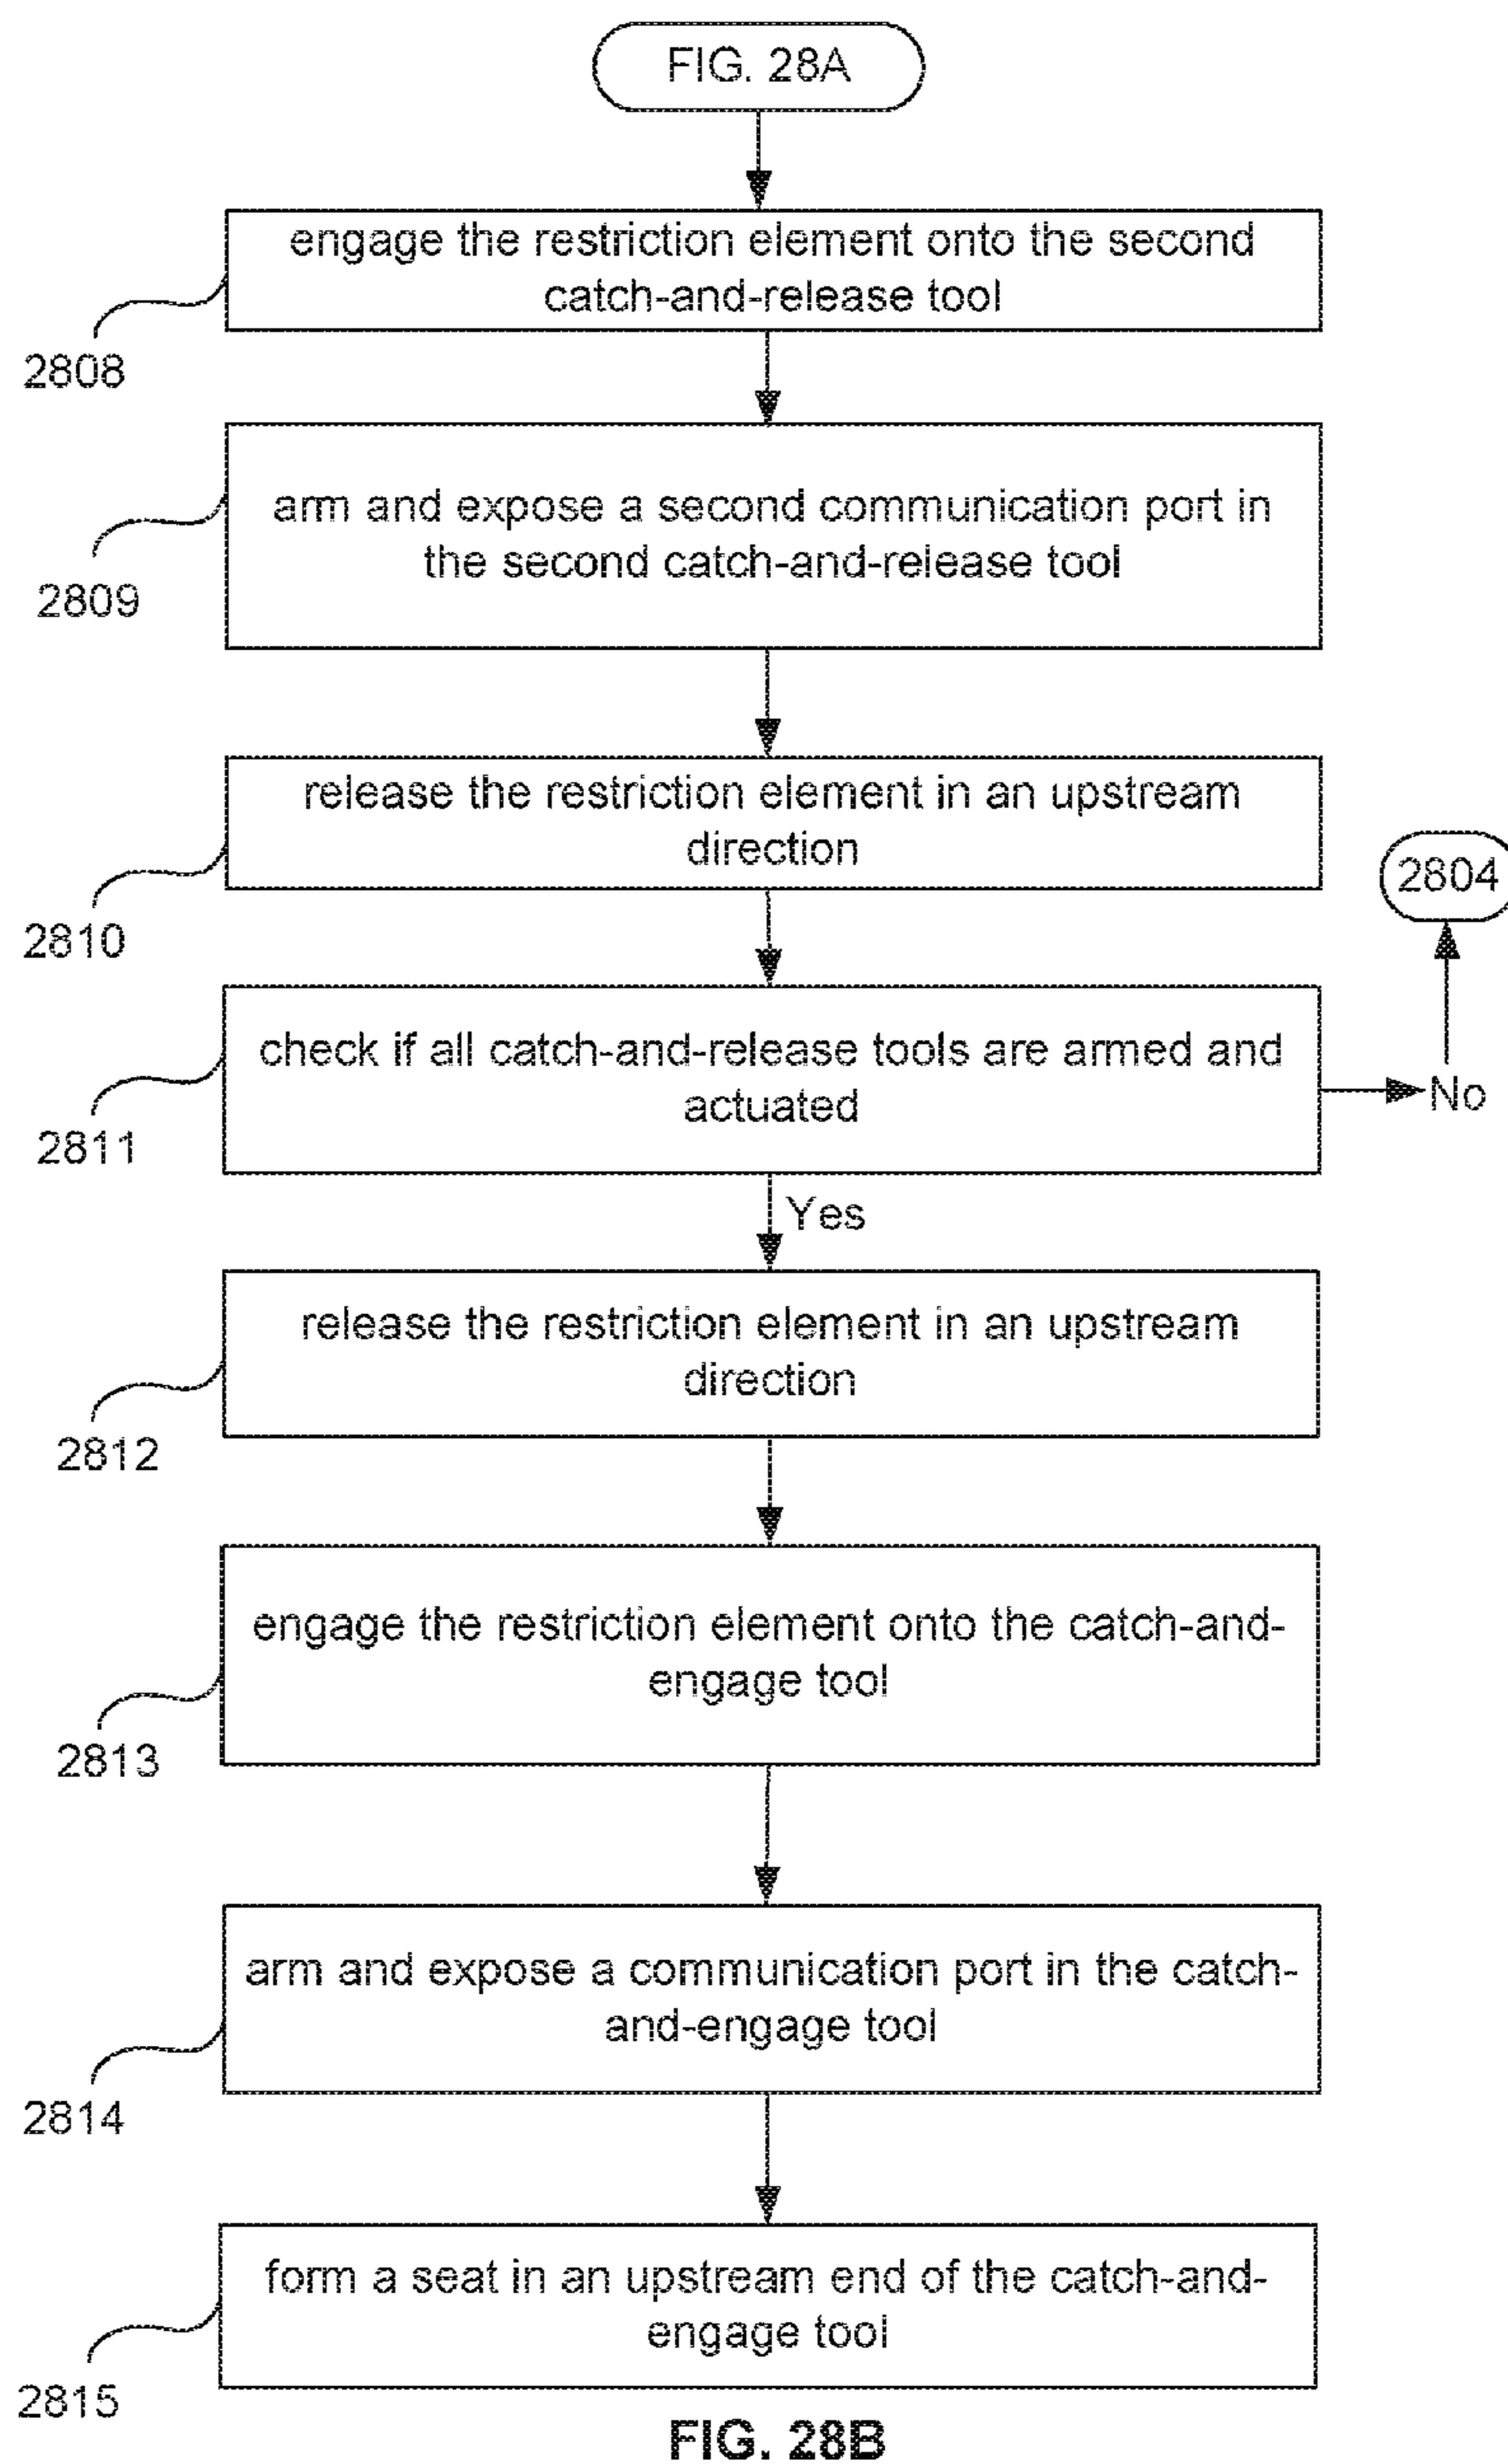 FIG. 28A
engage the restriction element onto the second
catch-and-release tool
2808
arm and expose a second communication port in
the second catch-and-release tool
2809
release the restriction element in an upstream
direction
2810
2804
check if all catch-and-release tools are armed and
actuated
2811
No
Yes
release the restriction element in an upstream
direction
2812
engage the restriction element onto the catch-and-
engage tool
2813
arm and expose a communication port in the catch-
and-engage tool
2814
form a seat in an upstream end of the catch-and-
engage tool
2815
FIG. 28B